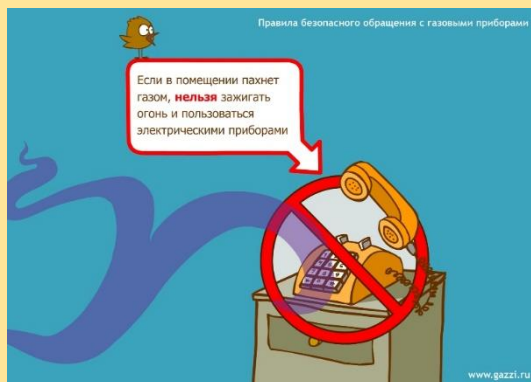 Правила безопасного обращения с газовыми приборами
Если в помещении пахнет
газом, нельзя зажигать
огонь и пользоваться
электрическими приборами
www.gazzi.ru